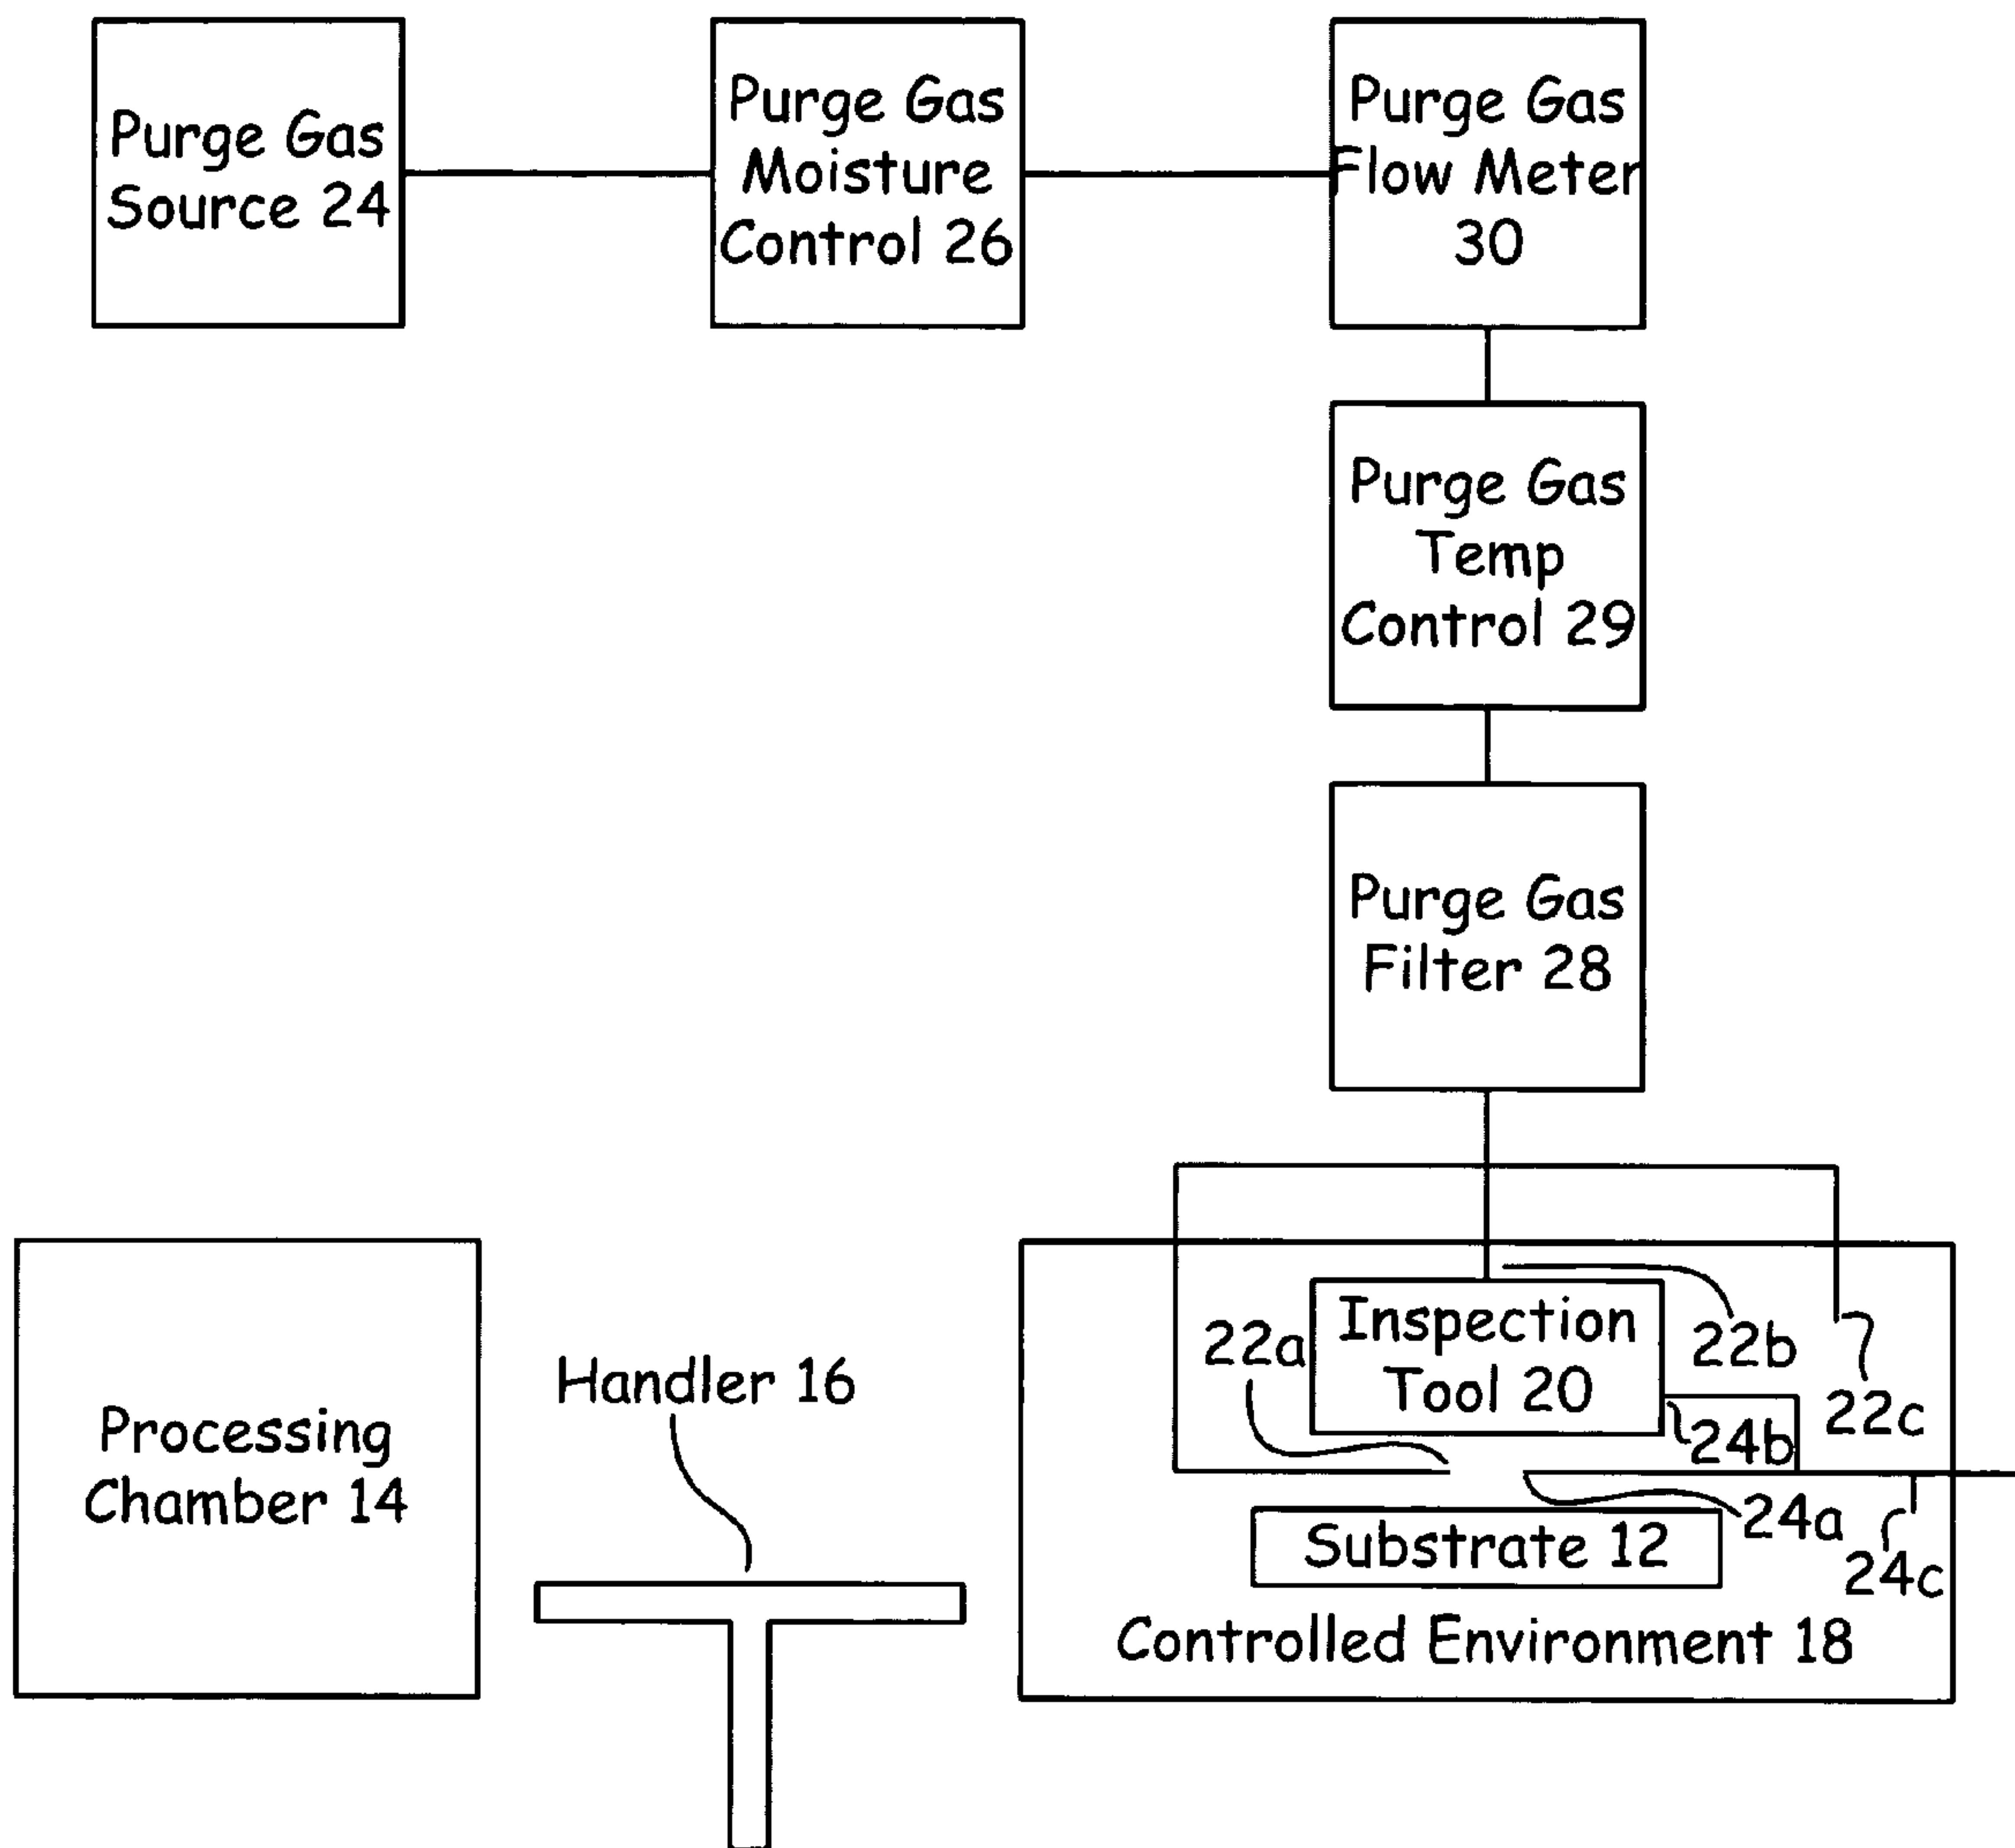 Purge Gas
Source 24
Purge Gas
Moisture
Control 26
Purge Gas
Flow Meter
30
Purge Gas
Temp
Control 29
Purge Gas
Filter 28
Processing
Chamber 14
Handler 16
22a
Inspection
Tool 20
22b
22c
24b
24a
24c
Substrate 12
Controlled Environment 18